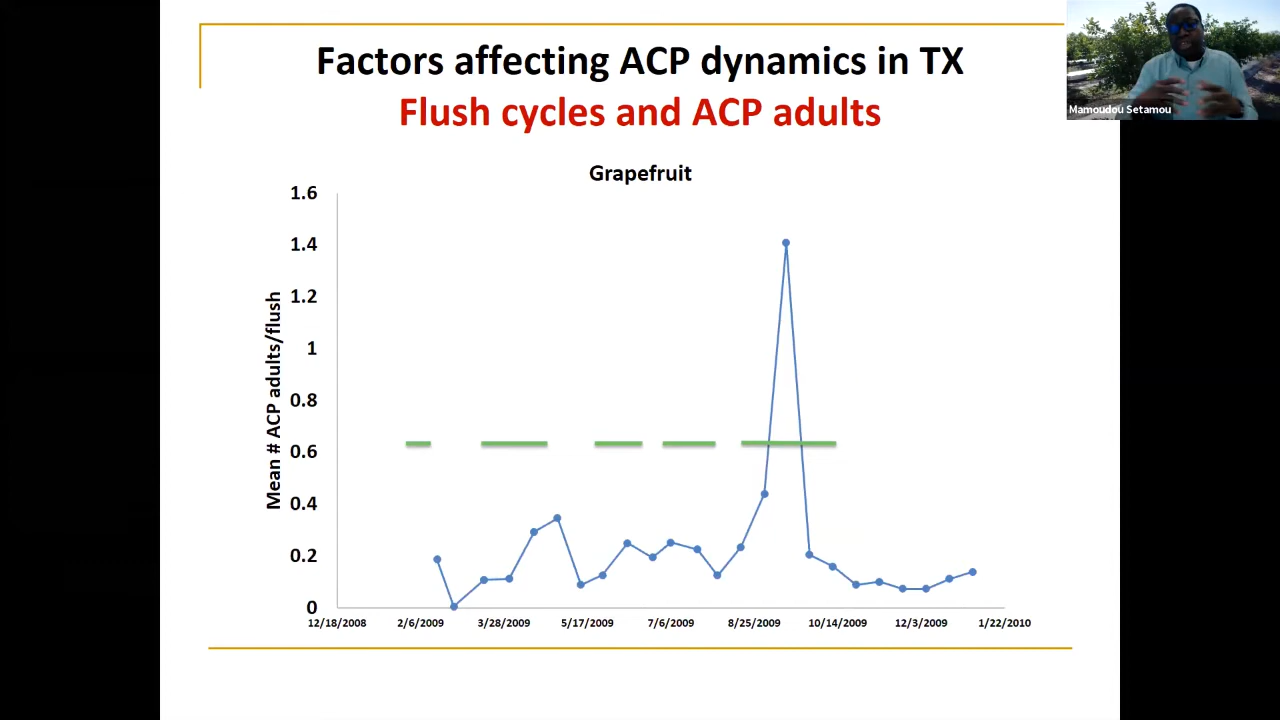 Factors affecting ACP dynamics in TX
Flush cycles and ACP adults
Mamoudou Setamou
Grapefruit
Mean # ACP adults/flush
1.6
1.4
1.2
1
0.8
0.6
0.4
0.2
0
12/18/2008 2/6/2009 3/28/2009 5/17/2009 7/6/2009 8/25/2009 10/14/2009 12/3/2009 1/22/2010